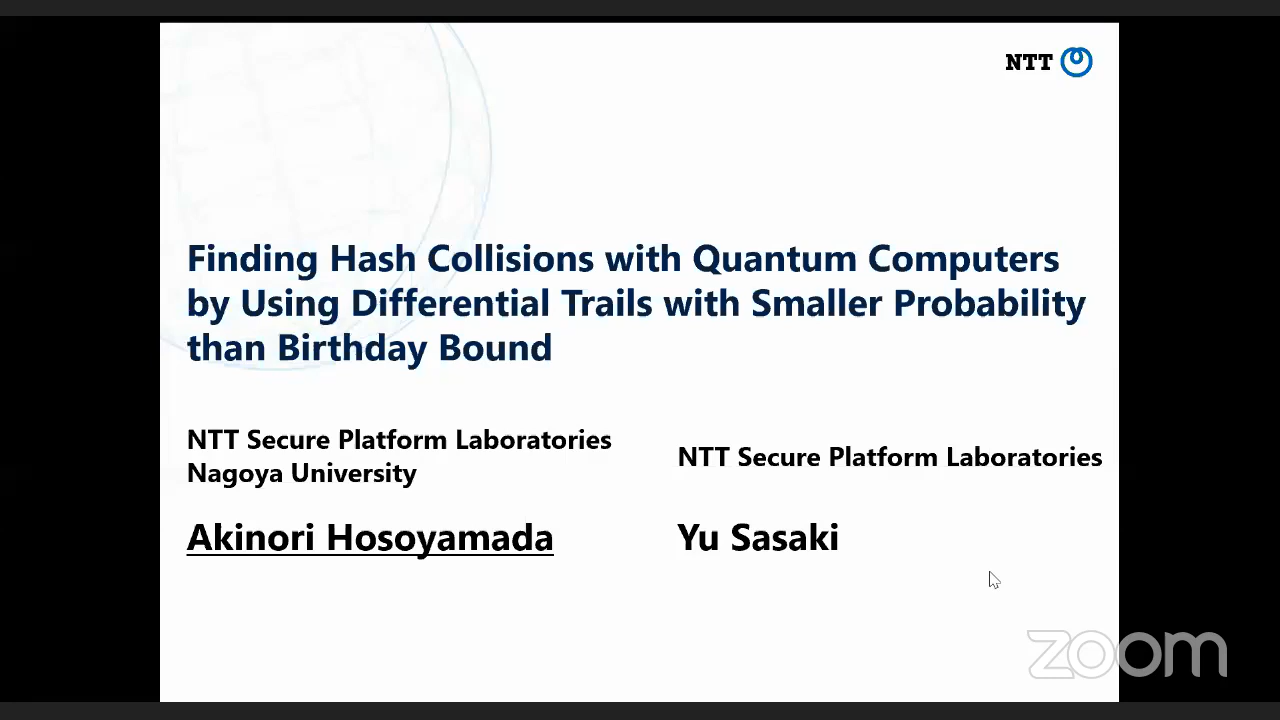 NTT
Finding Hash Collisions with Quantum Computers
by Using Differential Trails with Smaller Probability
than Birthday Bound
NTT Secure Platform Laboratories
Nagoya University
Akinori Hosoyamada
NTT Secure Platform Laboratories
Yu Sasaki
zoom